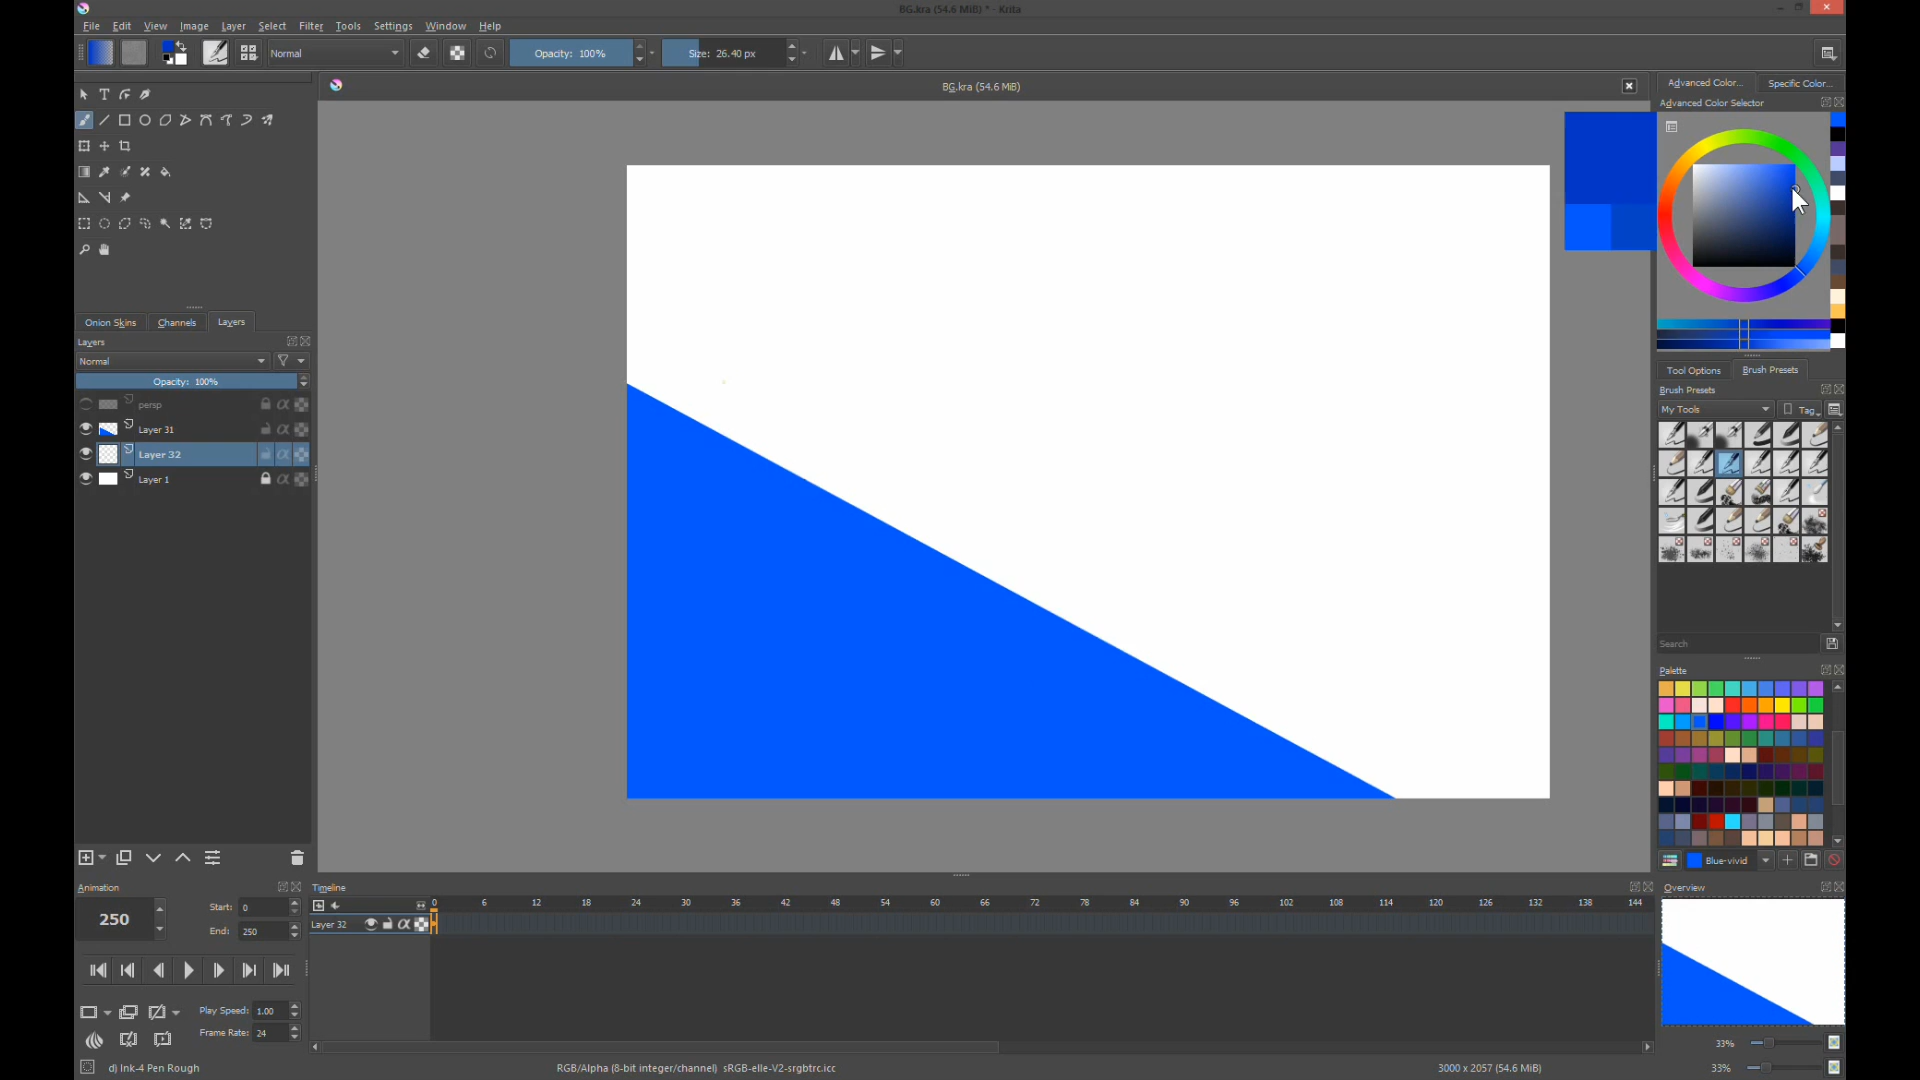 BG.kra (54.6 MiB) * - Krita
File Edit View Image Layer Select Filter Tools Settings Window Help
Normal Opacity: 100% Size: 26.40 px
BG.kra (54.6 MiB)
Advanced Color... Specific Color...
Advanced Color Selector
Onion Skins Channels Layers
Layers
Normal
Opacity: 100%
persp
Layer 31
Layer 32
Layer 1
Tool Options Brush Presets
Brush Presets
My Tools Tag
Search
Palette
Blue-vivid
Animation
250 Start: 0
End: 250
Play Speed: 1.00
Frame Rate: 24
Timeline
0 6 12 18 24 30 36 42 48 54 60 66 72 78 84 90 96 102 108 114 120 126 132 138 144
Layer 32
Overview
33%
33%
d) Ink-4 Pen Rough RGB/Alpha (8-bit integer/channel) sRGB-elle-V2-srgbtrc.icc 3000 x 2057 (54.6 MiB)